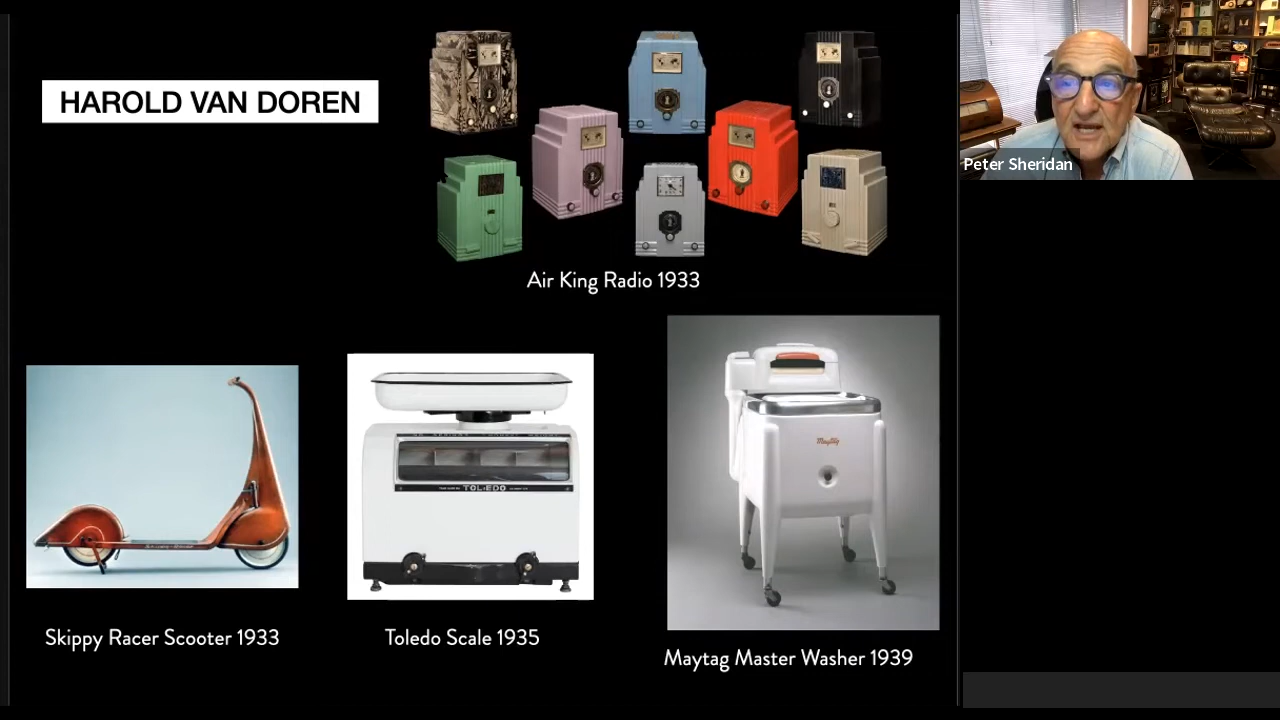 HAROLD VAN DOREN
Peter Sheridan
Air King Radio 1933
Maytag
TOLEDO
Skippy Racer Scooter 1933
Toledo Scale 1935
Maytag Master Washer 1939